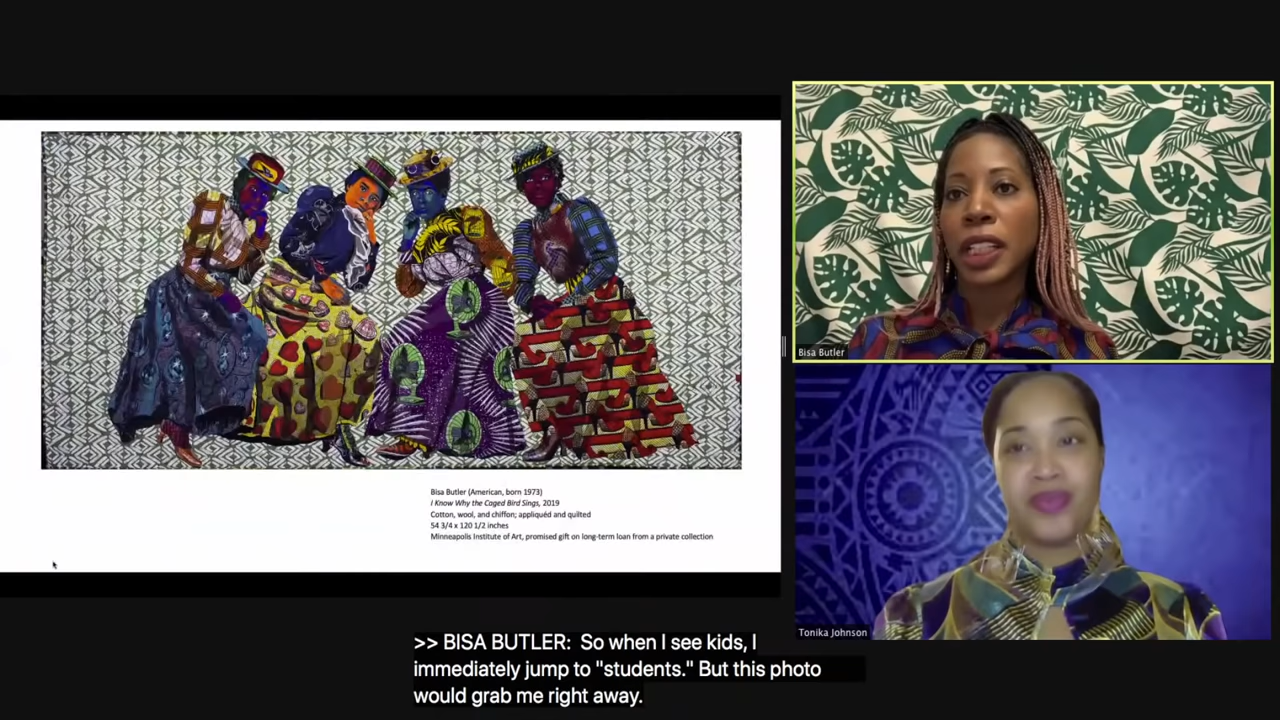 Bisa Butler (American, born 1973)
I Know Why the Caged Bird Sings, 2019
Cotton, wool, and chiffon; appliquéd and quilted
54 3/4 x 120 1/2 inches
Minneapolis Institute of Art, promised gift on long-term loan from a private collection
Bisa Butler
Tonika Johnson
>> BISA BUTLER:  So when I see kids, I
immediately jump to "students." But this photo
would grab me right away.